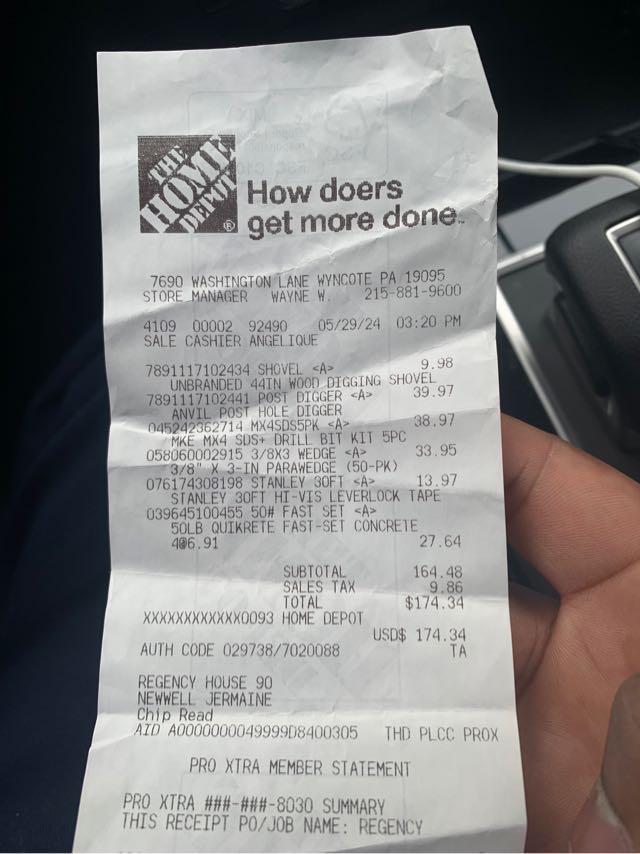 THE
HOME
DEPOT
®
How doers
get more done™
7690 WASHINGTON LANE WYNCOTE PA 19095
STORE MANAGER WAYNE W. 215-881-9600
4109 00002 92490 05/29/24 03:20 PM
SALE CASHIER ANGELIQUE
7891117102434 SHOVEL <A> 9.98
UNBRANDED 44IN WOOD DIGGING SHOVEL
7891117102441 POST DIGGER <A> 39.97
ANVIL POST HOLE DIGGER
045242362714 MX4SDS5PK <A> 38.97
MKE MX4 SDS+ DRILL BIT KIT 5PC
058060002915 3/8X3 WEDGE <A> 33.95
3/8" X 3-IN PARAWEDGE (50-PK)
076174308198 STANLEY 30FT <A> 13.97
STANLEY 30FT HI-VIS LEVERLOCK TAPE
039645100455 50# FAST SET <A>
50LB QUIKRETE FAST-SET CONCRETE
4@6.91 27.64
SUBTOTAL 164.48
SALES TAX 9.86
TOTAL $174.34
XXXXXXXXXXXX0093 HOME DEPOT
USD$ 174.34
AUTH CODE 029738/7020088 TA
REGENCY HOUSE 90
NEWWELL JERMAINE
Chip Read
AID A0000000049999D8400305 THD PLCC PROX
PRO XTRA MEMBER STATEMENT
PRO XTRA ###-###-8030 SUMMARY
THIS RECEIPT PO/JOB NAME: REGENCY